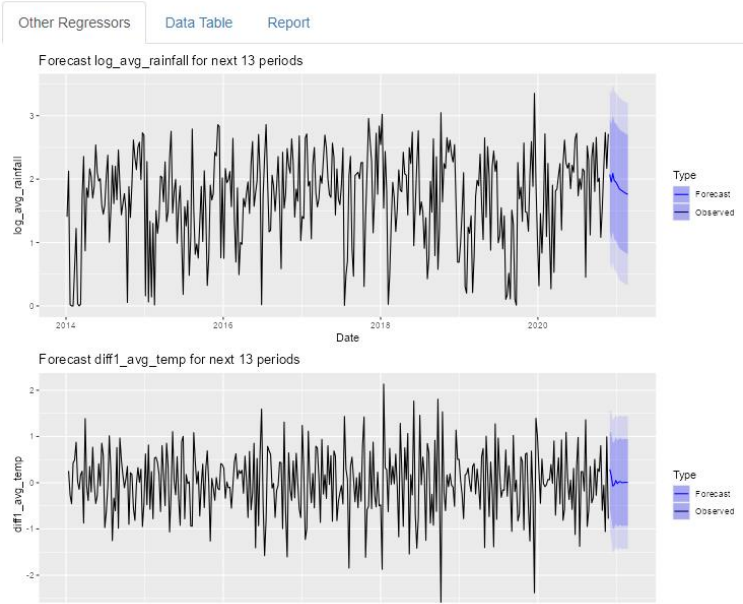 Other Regressors Data Table Report
Forecast log_avg_rainfall for next 13 periods
log_avg_rainfall
3
2
1
0
2014 2016 2018 2020
Date
Type
Forecast
Observed
Forecast diff1_avg_temp for next 13 periods
diff1_avg_temp
2
1
0
-1
-2
Type
Forecast
Observed